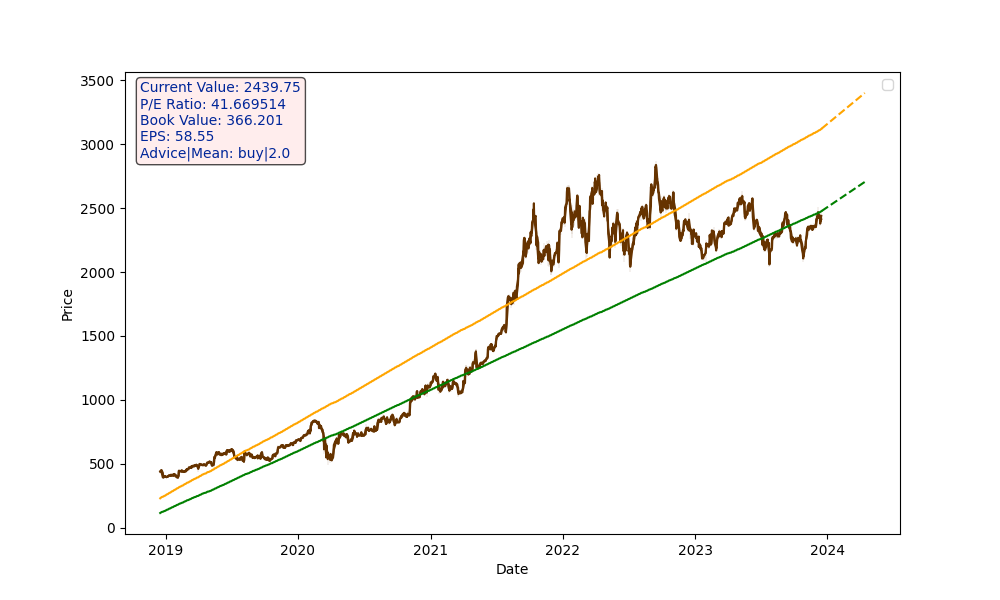 Current Value: 2439.75
P/E Ratio: 41.669514
Book Value: 366.201
EPS: 58.55
Advice|Mean: buy|2.0
3500
3000
2500
2000
1500
1000
500
0
Price
2019 2020 2021 2022 2023 2024
Date